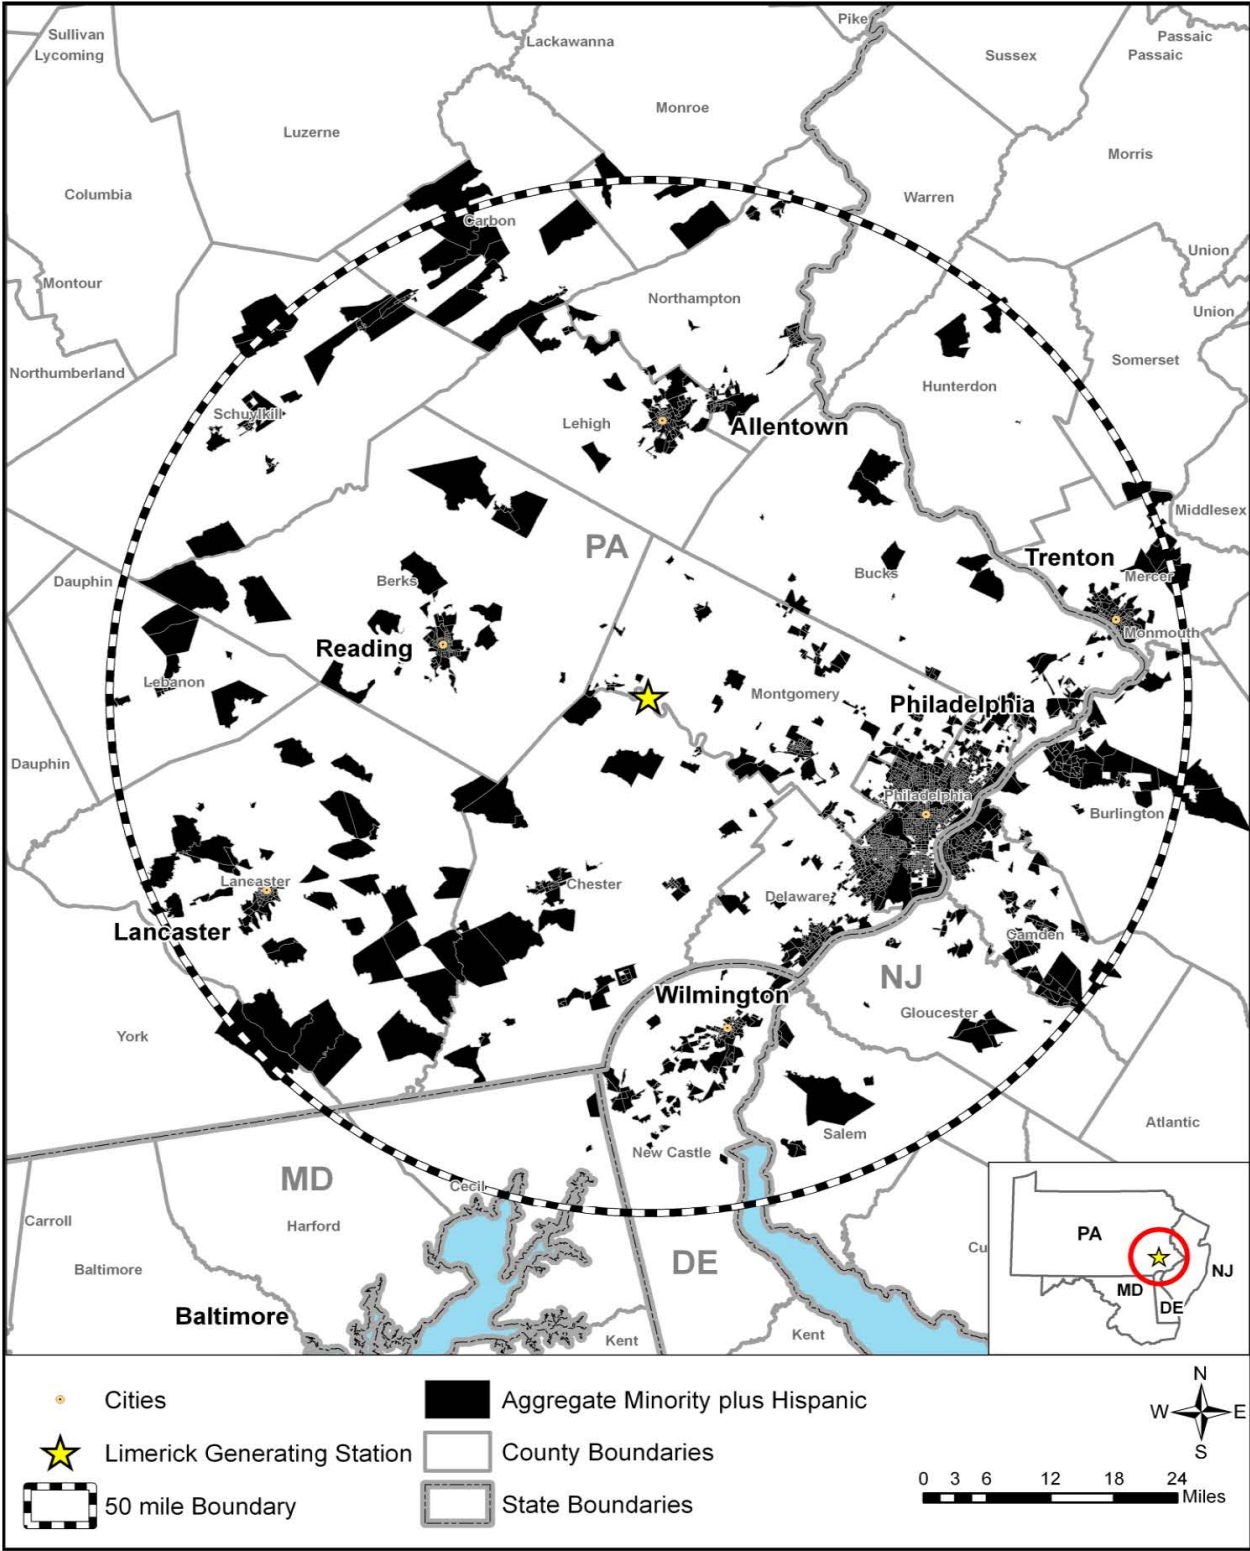 Pike
Sullivan
Lycoming
Lackawanna
Passaic
Passaic
Sussex
Monroe
Luzerne
Morris
Columbia
Warren
Carbon
Union
Montour
Northampton
Union
Northumberland
Somerset
Hunterdon
Schuylkill
Lehigh
Allentown
Middlesex
PA
Trenton
Bucks
Mercer
Dauphin
Berks
Monmouth
Reading
Lebanon
Montgomery
Philadelphia
Dauphin
Philadelphia
Burlington
Lancaster
Chester
Delaware
Lancaster
Camden
NJ
Wilmington
Gloucester
York
Atlantic
Salem
New Castle
MD
Cecil
Carroll
Harford
Cu
DE
Baltimore
Baltimore
Kent
Kent
PA
NJ
MD
DE
Cities
Limerick Generating Station
50 mile Boundary
Aggregate Minority plus Hispanic
County Boundaries
State Boundaries
N
W E
S
0 3 6 12 18 24
Miles